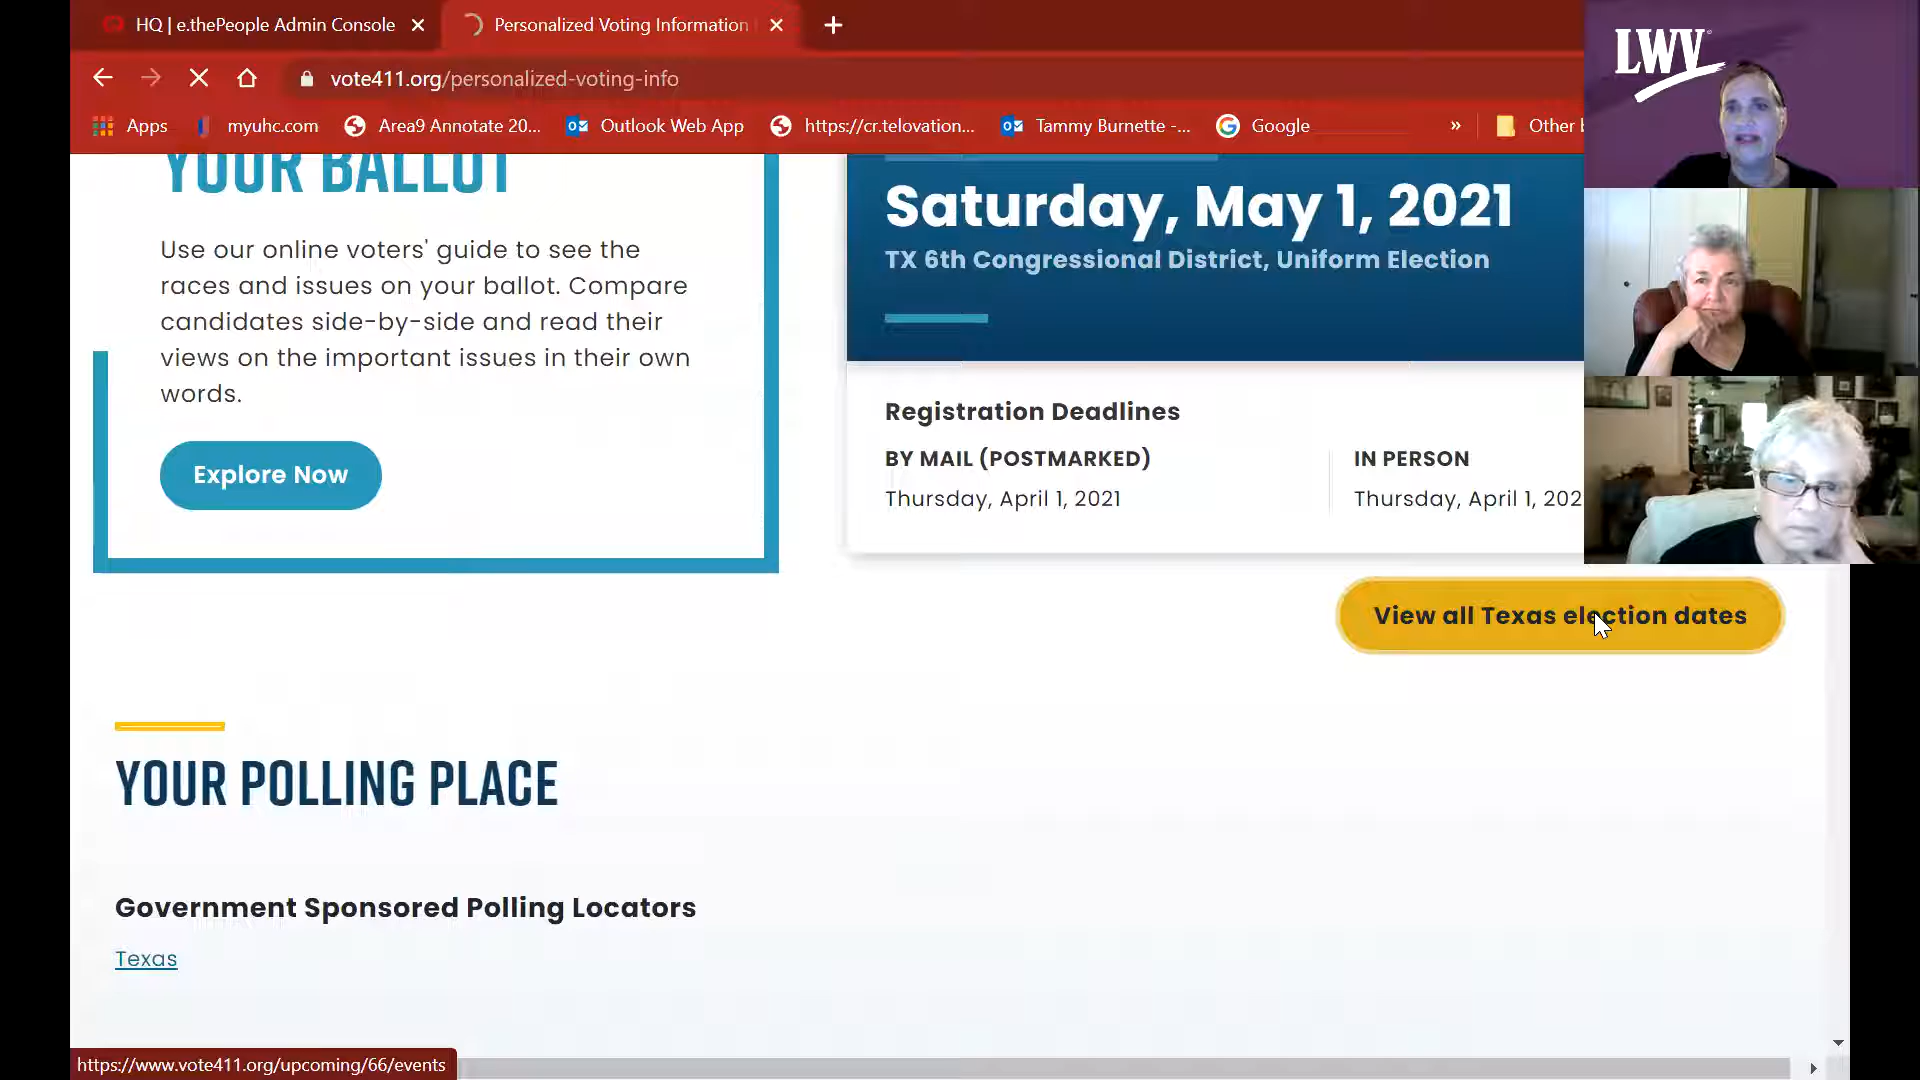 HQ | e.thePeople Admin Console
Personalized Voting Information
LWV
vote411.org/personalized-voting-info
Apps
myuhc.com
Area9 Annotate 20...
Outlook Web App
https://cr.telovation...
Tammy Burnette -...
Google
»
Other
YOUR BALLOT
Use our online voters' guide to see the
races and issues on your ballot. Compare
candidates side-by-side and read their
views on the important issues in their own
words.
Explore Now
Saturday, May 1, 2021
TX 6th Congressional District, Uniform Election
Registration Deadlines
BY MAIL (POSTMARKED)
Thursday, April 1, 2021
IN PERSON
Thursday, April 1, 202
View all Texas election dates
YOUR POLLING PLACE
Government Sponsored Polling Locators
Texas
https://www.vote411.org/upcoming/66/events